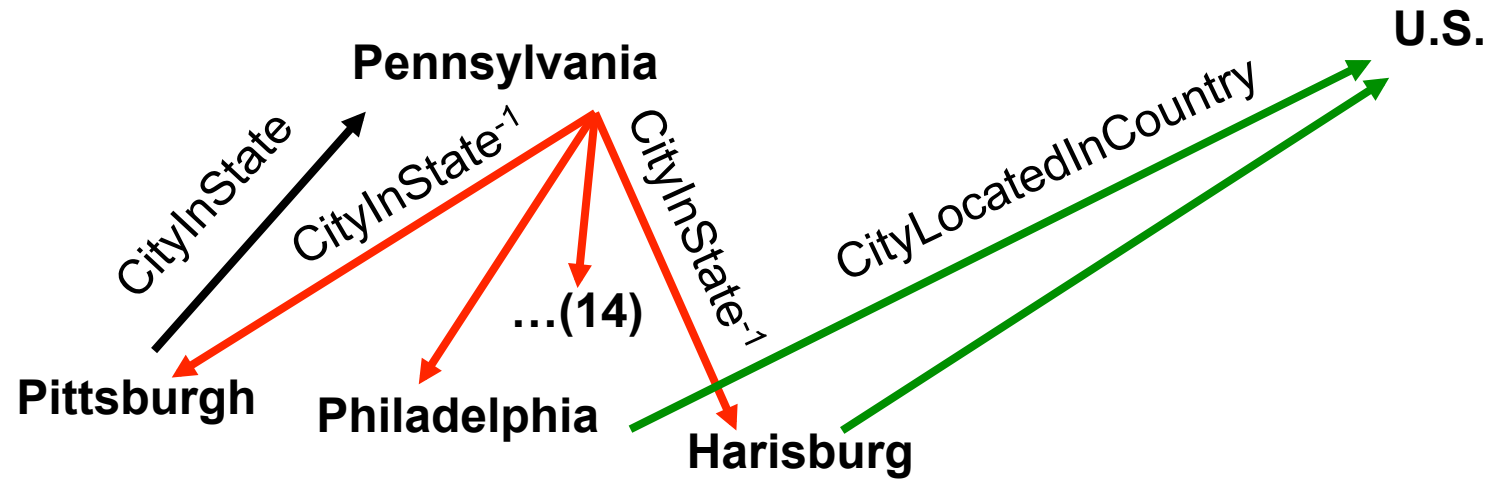 U.S.
Pennsylvania
CityInState
CityInState-1
CityInState-1
CityLocatedInCountry
…(14)
Pittsburgh
Philadelphia
Harisburg